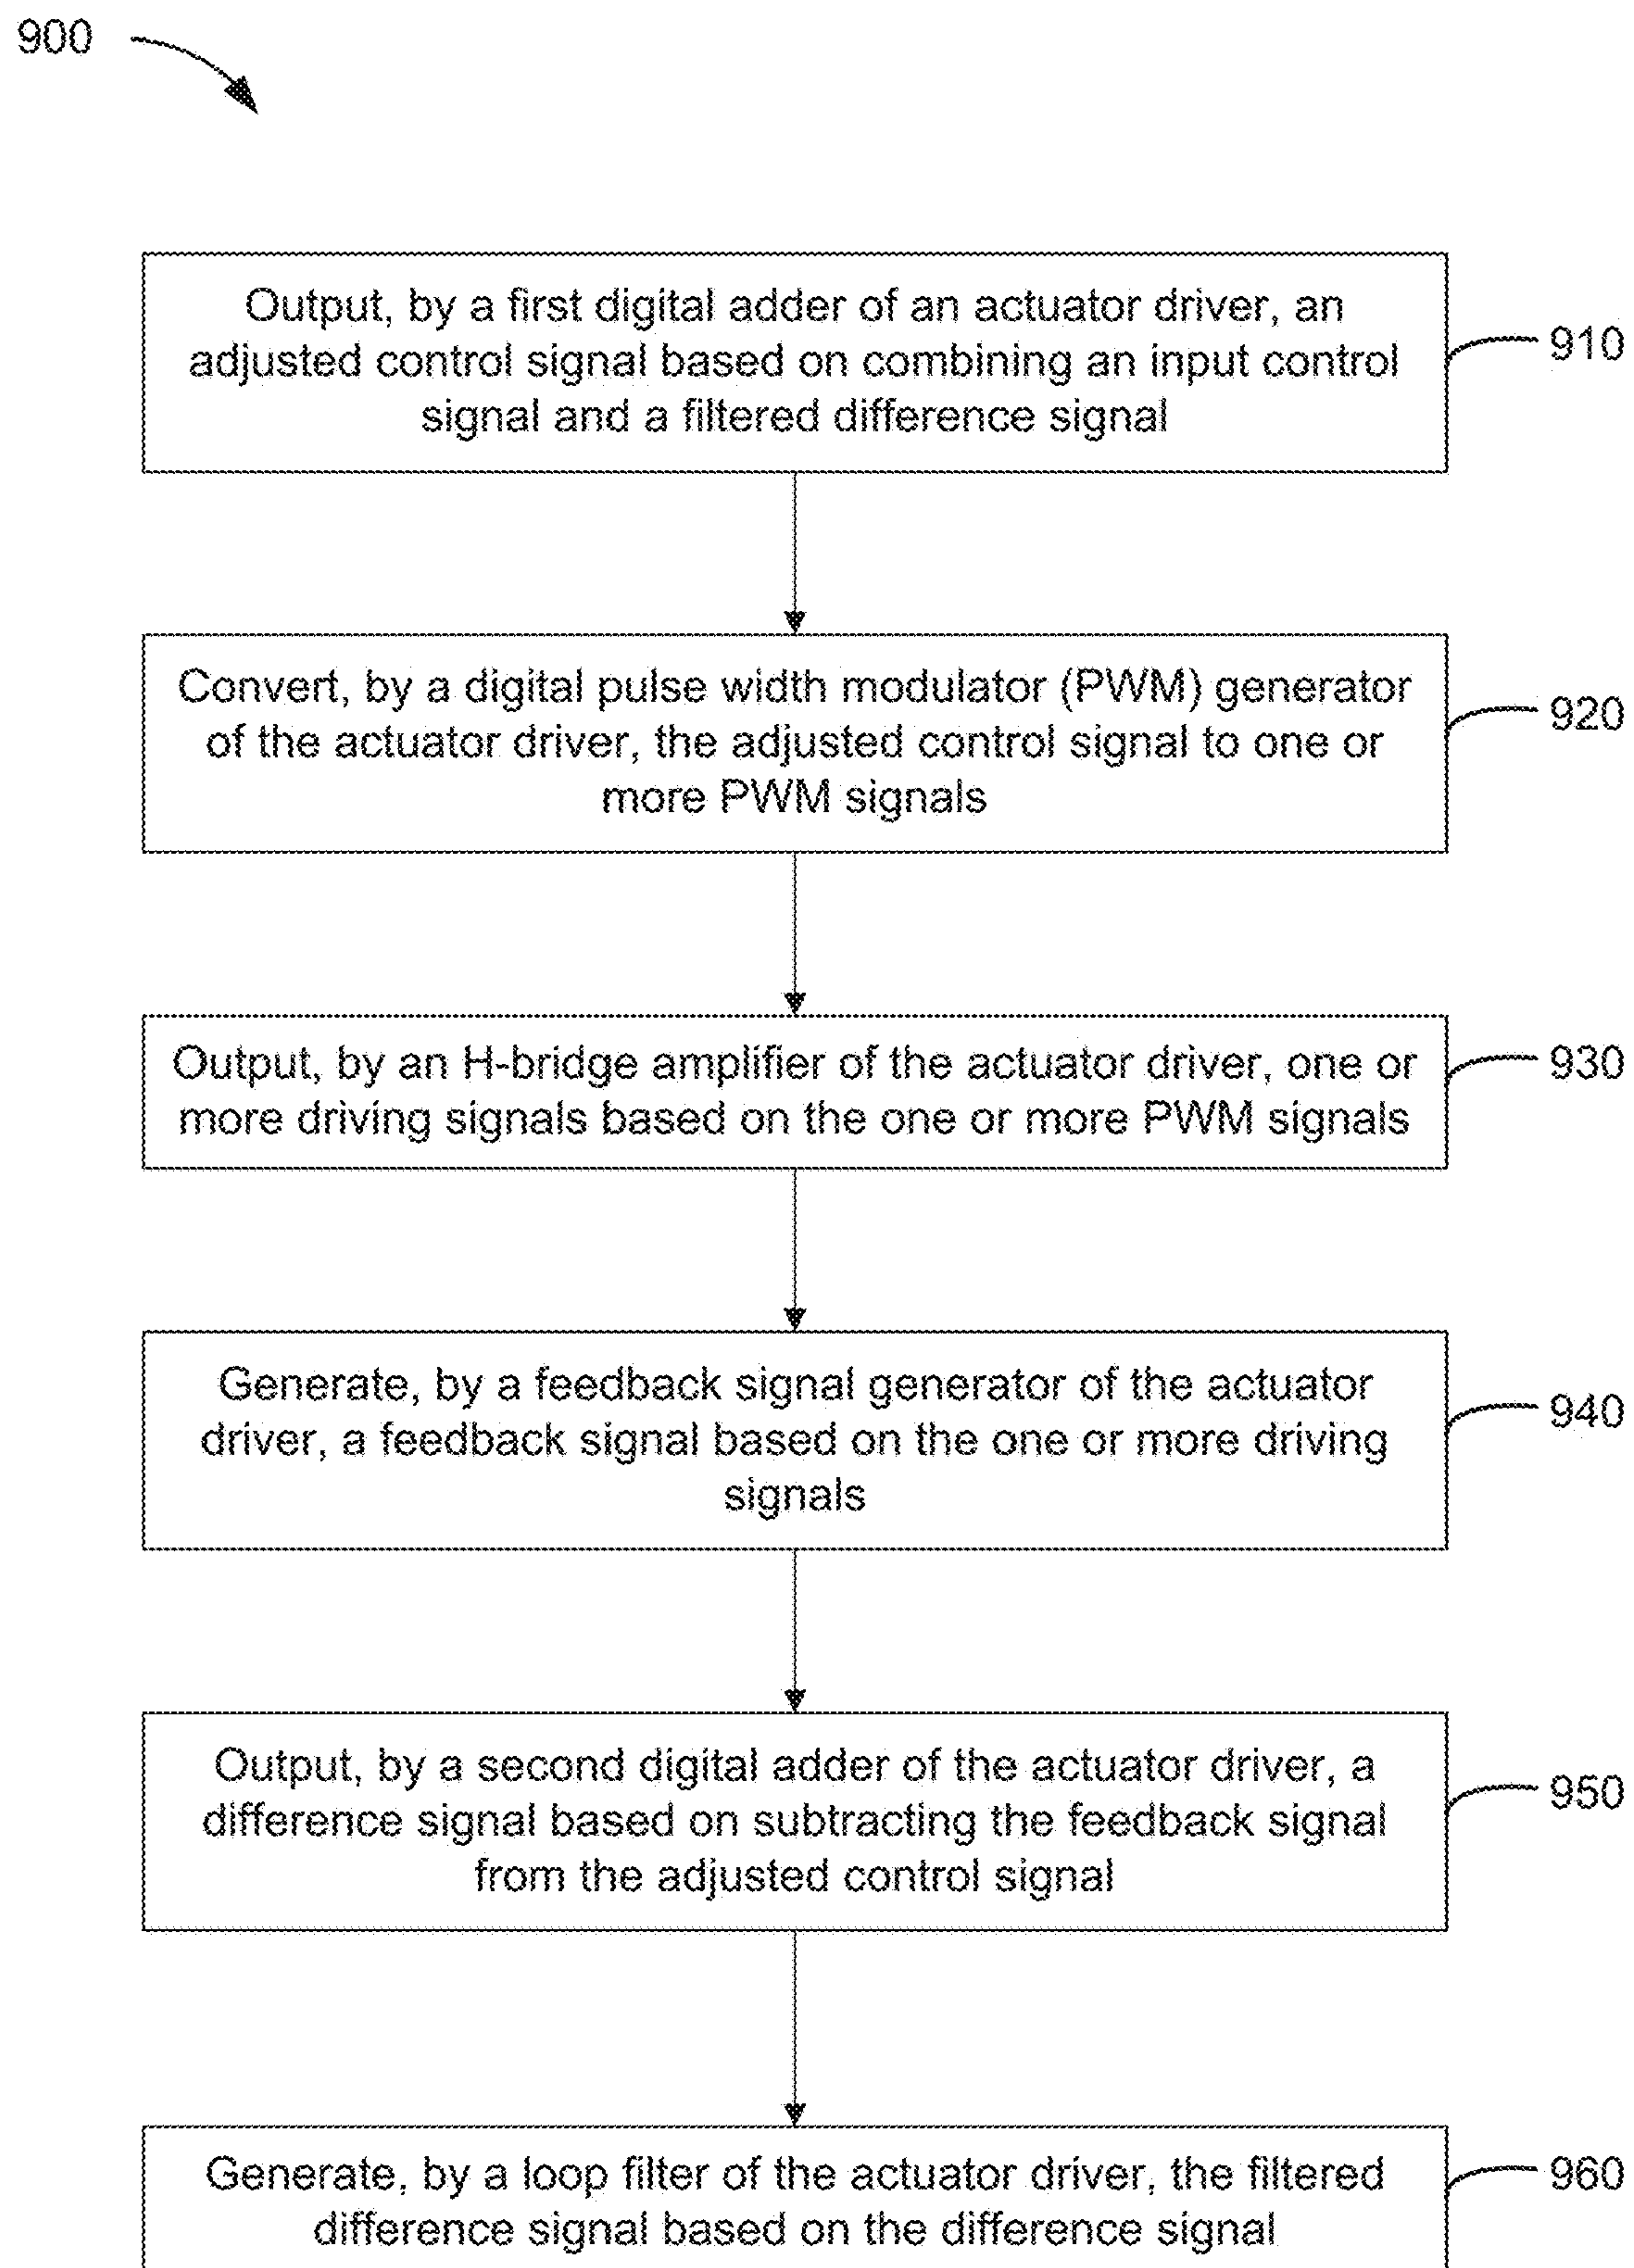 900
Output, by a first digital adder of an actuator driver, an
adjusted control signal based on combining an input control
signal and a filtered difference signal
910
Convert, by a digital pulse width modulator (PWM) generator
of the actuator driver, the adjusted control signal to one or
more PWM signals
920
Output, by an H-bridge amplifier of the actuator driver, one or
more driving signals based on the one or more PWM signals
930
Generate, by a feedback signal generator of the actuator
driver, a feedback signal based on the one or more driving
signals
940
Output, by a second digital adder of the actuator driver, a
difference signal based on subtracting the feedback signal
from the adjusted control signal
950
Generate, by a loop filter of the actuator driver, the filtered
difference signal based on the difference signal
960